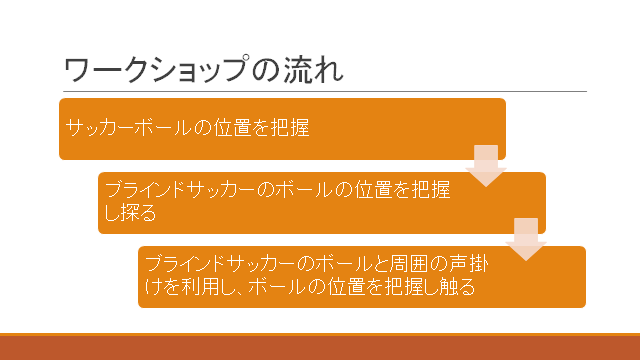 ワークショップの流れ
サッカーボールの位置を把握
ブラインドサッカーのボールの位置を把握
し探る
ブラインドサッカーのボールと周囲の声掛
けを利用し、ボールの位置を把握し触る